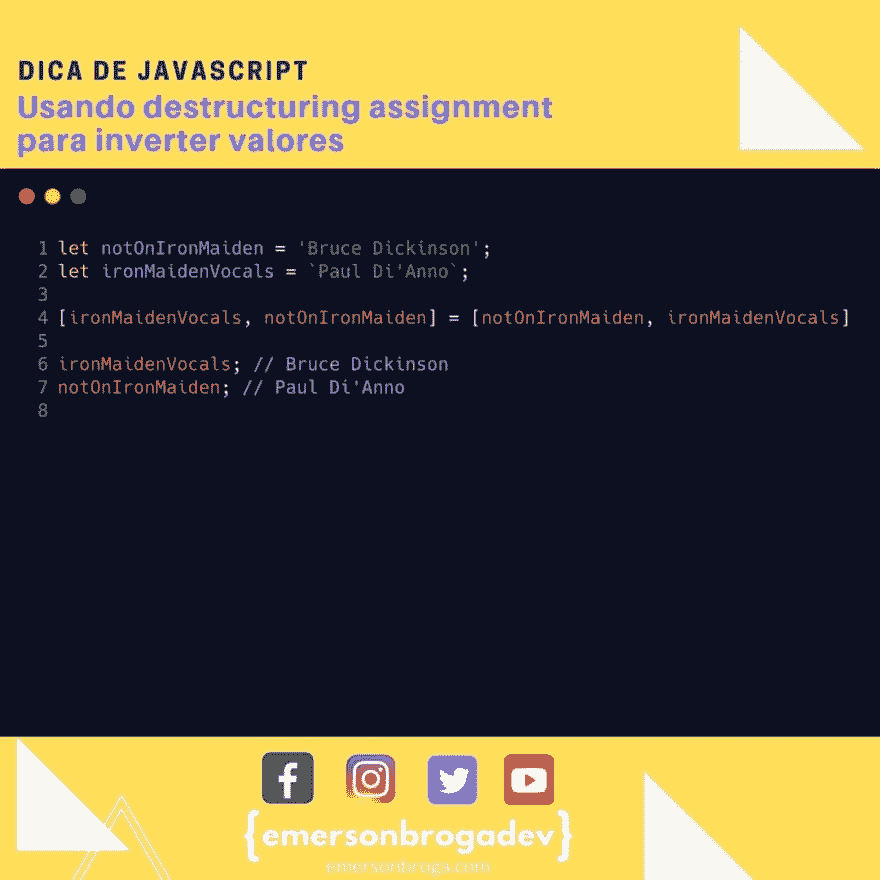 DICA DE JAVASCRIPT
Usando destructuring assignment
para inverter valores
1 let notOnIronMaiden = 'Bruce Dickinson';
2 let ironMaidenVocals = `Paul Di'Anno`;
3
4 [ironMaidenVocals, notOnIronMaiden] = [notOnIronMaiden, ironMaidenVocals]
5
6 ironMaidenVocals; // Bruce Dickinson
7 notOnIronMaiden; // Paul Di'Anno
8
{emersonbrogadev}
emersonbroga.com